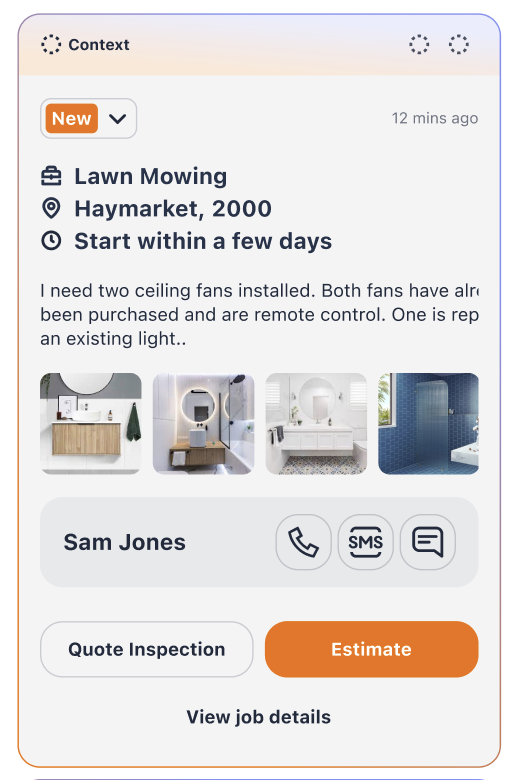 Context
New
12 mins ago
Lawn Mowing
Haymarket, 2000
Start within a few days
I need two ceiling fans installed. Both fans have alre
been purchased and are remote control. One is rep
an existing light..
Sam Jones
SMS
Quote Inspection
Estimate
View job details